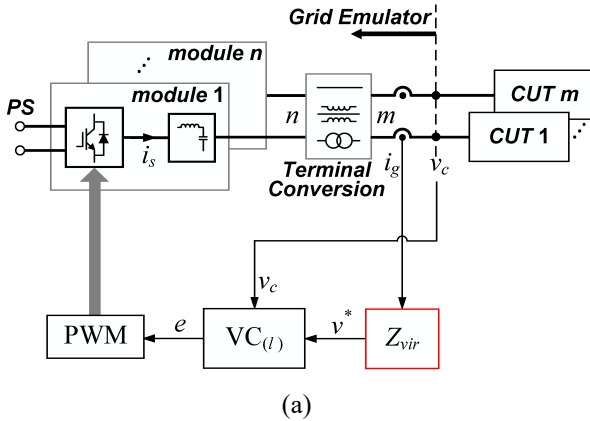 Grid Emulator
module n
module 1
PS
i_s
n
m
Terminal
Conversion
i_g
v_c
CUT m
CUT 1
v_c
PWM
e
VC_(l)
v*
Z_vir
(a)